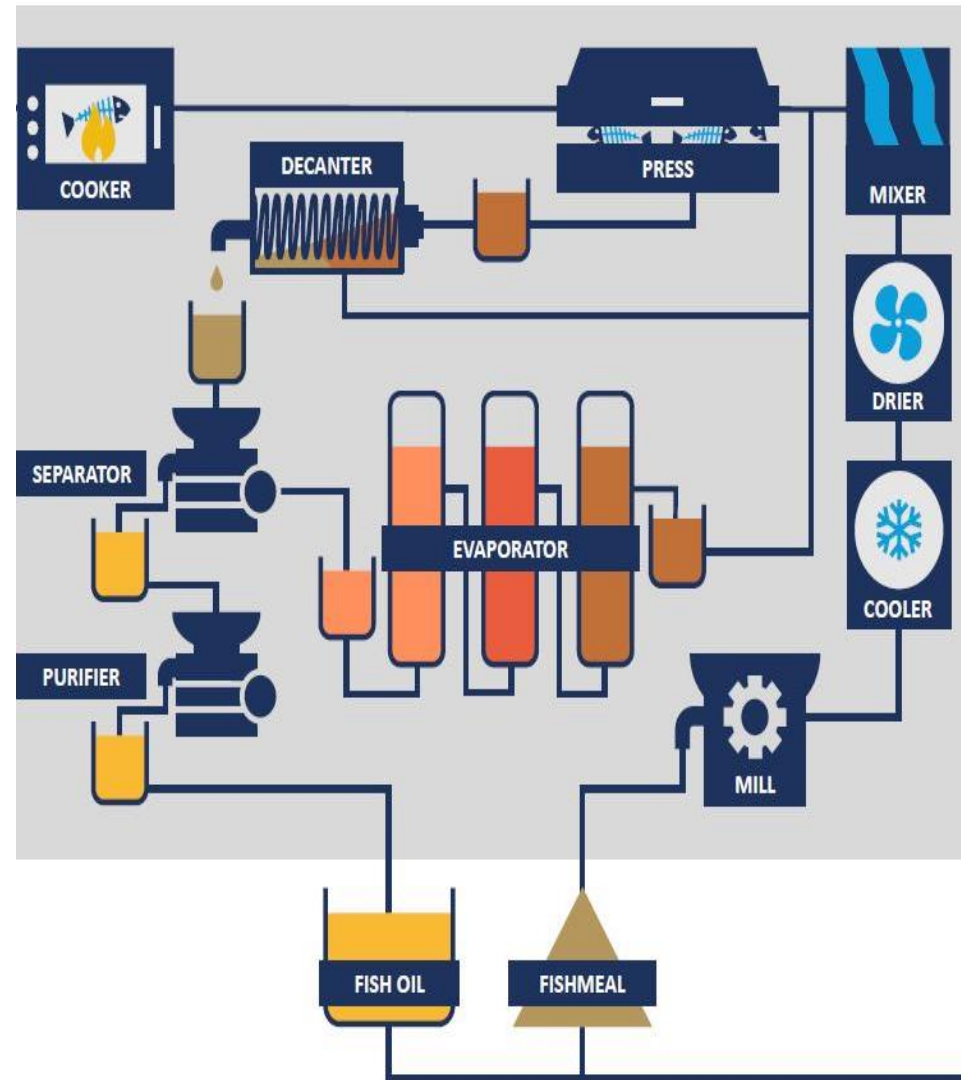 COOKER
DECANTER
PRESS
MIXER
DRIER
SEPARATOR
EVAPORATOR
COOLER
PURIFIER
MILL
FISH OIL
FISHMEAL